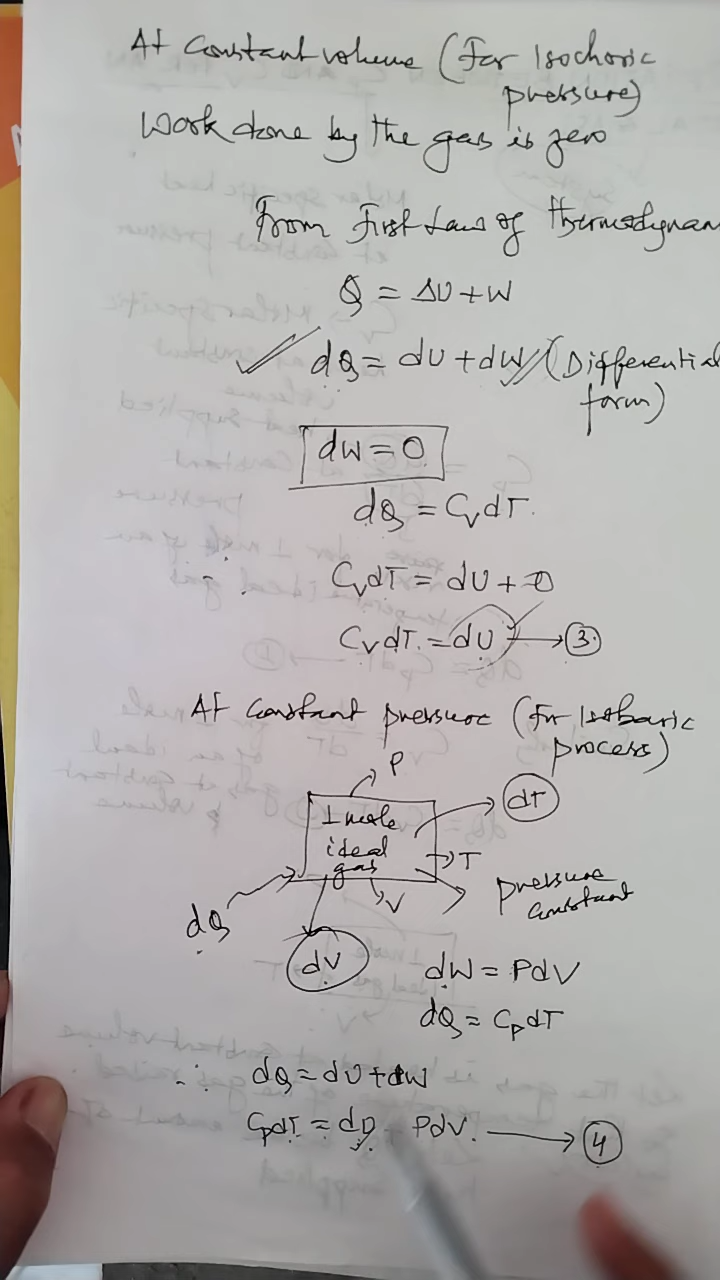 At Constant volume (For Isochoric
pressure)
Work done by the gas is zero
From First Law of thermodynam
Q = ΔU + W
dQ = dU + dW (Differential
form)
dW = 0
dQ = CvdT.
∴ CvdT = dU + 0
CvdT. = dU → 3.
At Constant pressure (For Isobaric
process)
P
1 mole
ideal
gas
dT
T
V
pressure
constant
dQ
dV
dW = PdV
dQ = CpdT
∴ dQ = dU + dW
CpdT = dU PdV. → 4